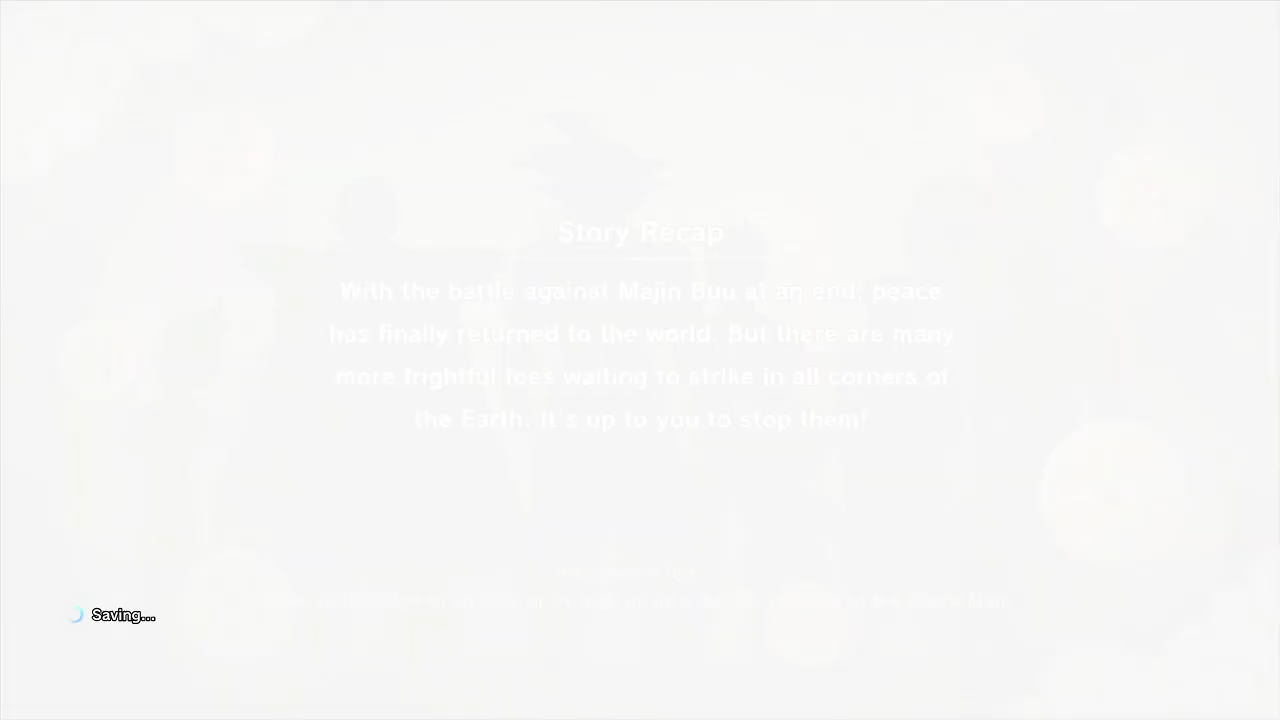 Story Recap
With the battle against Majin Buu at an end, peace
has finally returned to the world. But there are many
more frightful foes waiting to strike in all corners of
the Earth. It's up to you to stop them!
Saving...